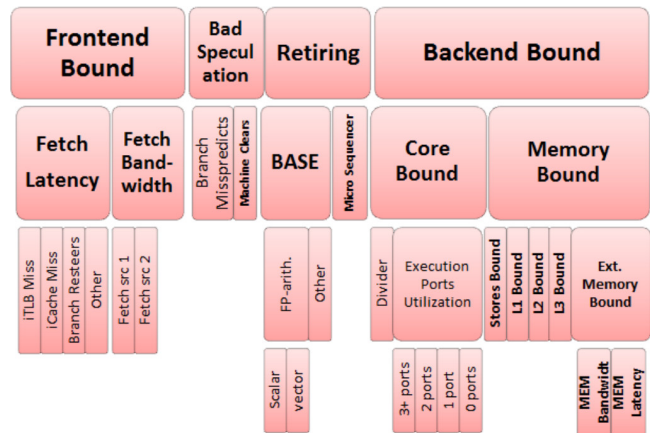 Frontend
Bound
Bad
Specul
ation
Retiring
Backend Bound
Fetch
Latency
Fetch
Band-
width
Branch
Misspredicts
Machine Clears
BASE
Micro Sequencer
Core
Bound
Memory
Bound
iTLB Miss
iCache Miss
Branch Resteers
Other
Fetch src 1
Fetch src 2
FP-arith.
Other
Divider
Execution
Ports
Utilization
Stores Bound
L1 Bound
L2 Bound
L3 Bound
Ext.
Memory
Bound
Scalar
vector
3+ ports
2 ports
1 port
0 ports
MEM
Bandwidt
MEM
Latency